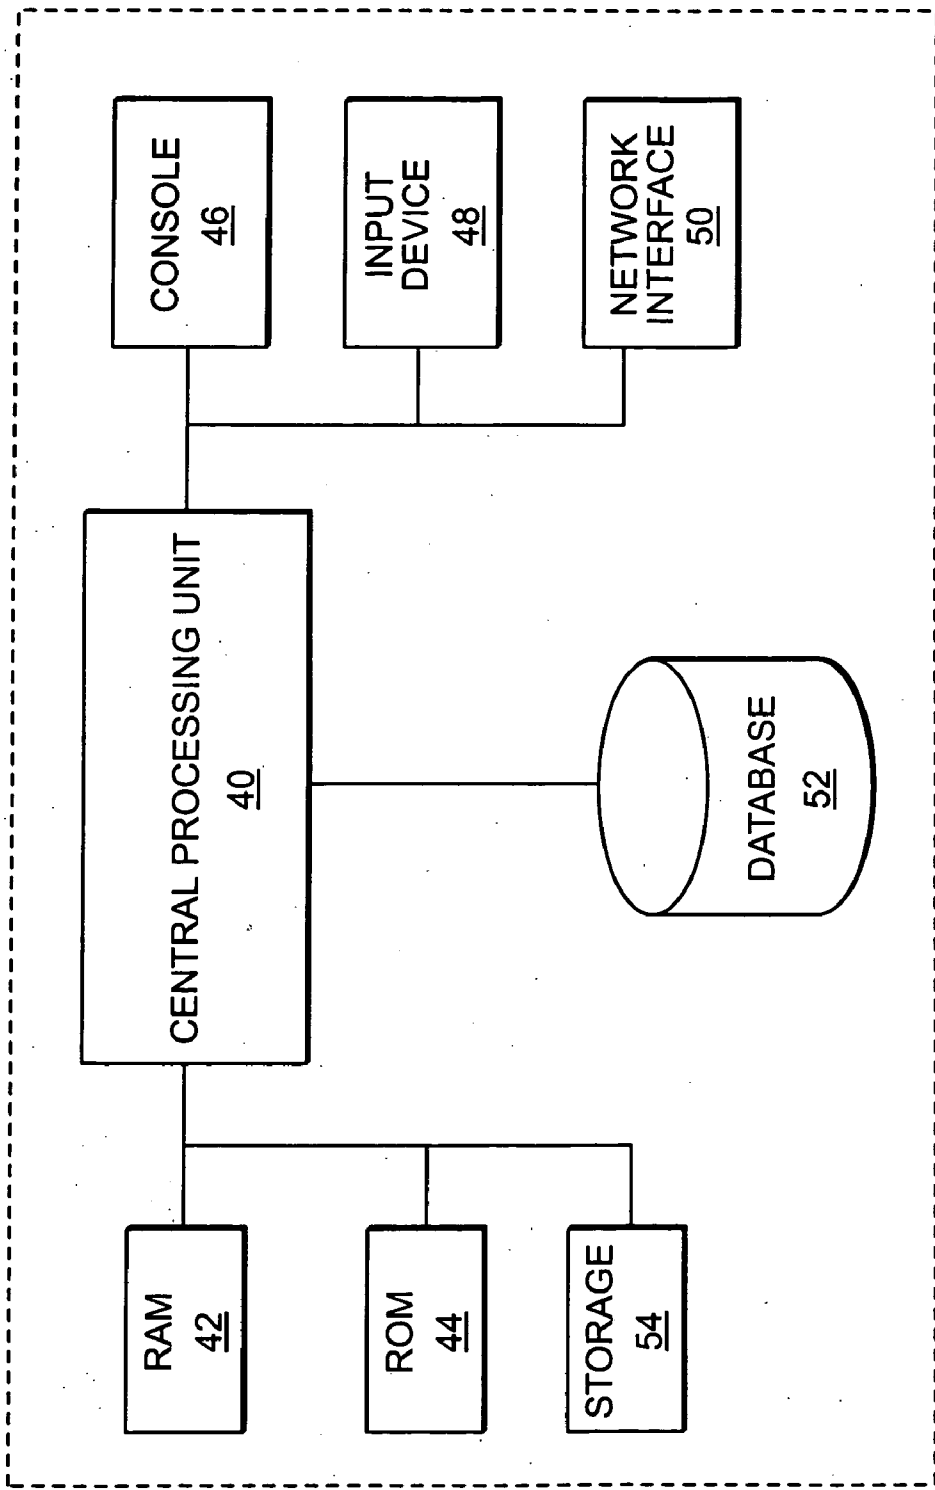 CENTRAL PROCESSING UNIT
40
RAM
42
ROM
44
STORAGE
54
CONSOLE
46
INPUT
DEVICE
48
NETWORK
INTERFACE
50
DATABASE
52